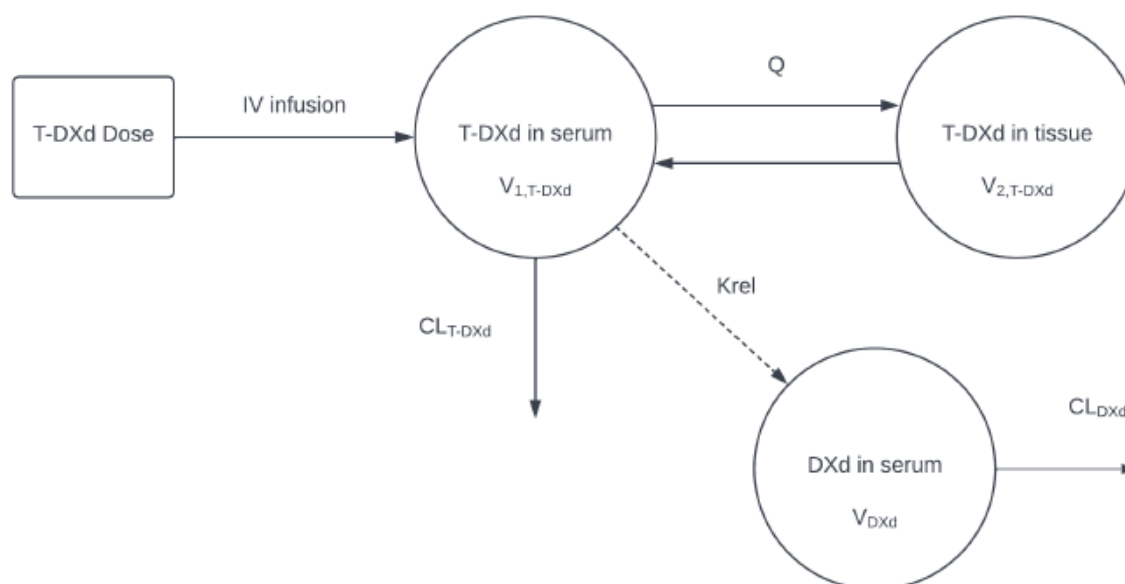 Q
IV infusion
T-DXd Dose
T-DXd in serum
T-DXd in tissue
V1,T-DXd
V2,T-DXd
Krel
CLT-DXd
CLDXd
DXd in serum
VDXd